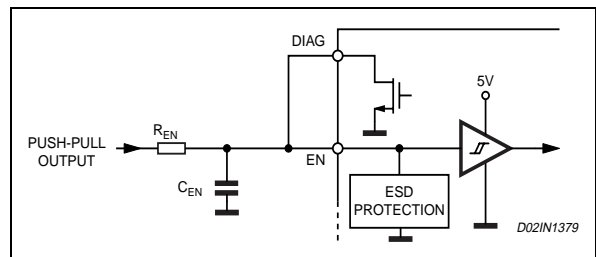 DIAG
5V
PUSH-PULL
OUTPUT
R_EN
EN
C_EN
ESD
PROTECTION
D02IN1379